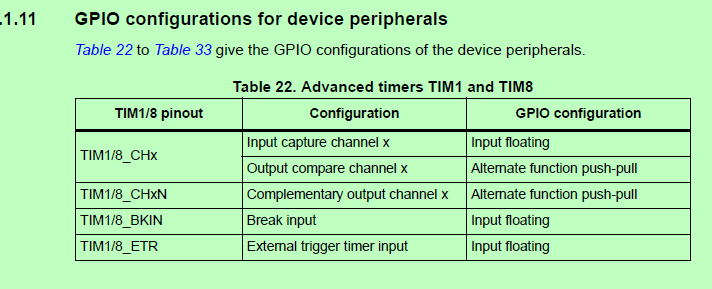 .1.11 GPIO configurations for device peripherals
Table 22 to Table 33 give the GPIO configurations of the device peripherals.
Table 22. Advanced timers TIM1 and TIM8
TIM1/8 pinout Configuration GPIO configuration
TIM1/8_CHx Input capture channel x Input floating
Output compare channel x Alternate function push-pull
TIM1/8_CHxN Complementary output channel x Alternate function push-pull
TIM1/8_BKIN Break input Input floating
TIM1/8_ETR External trigger timer input Input floating